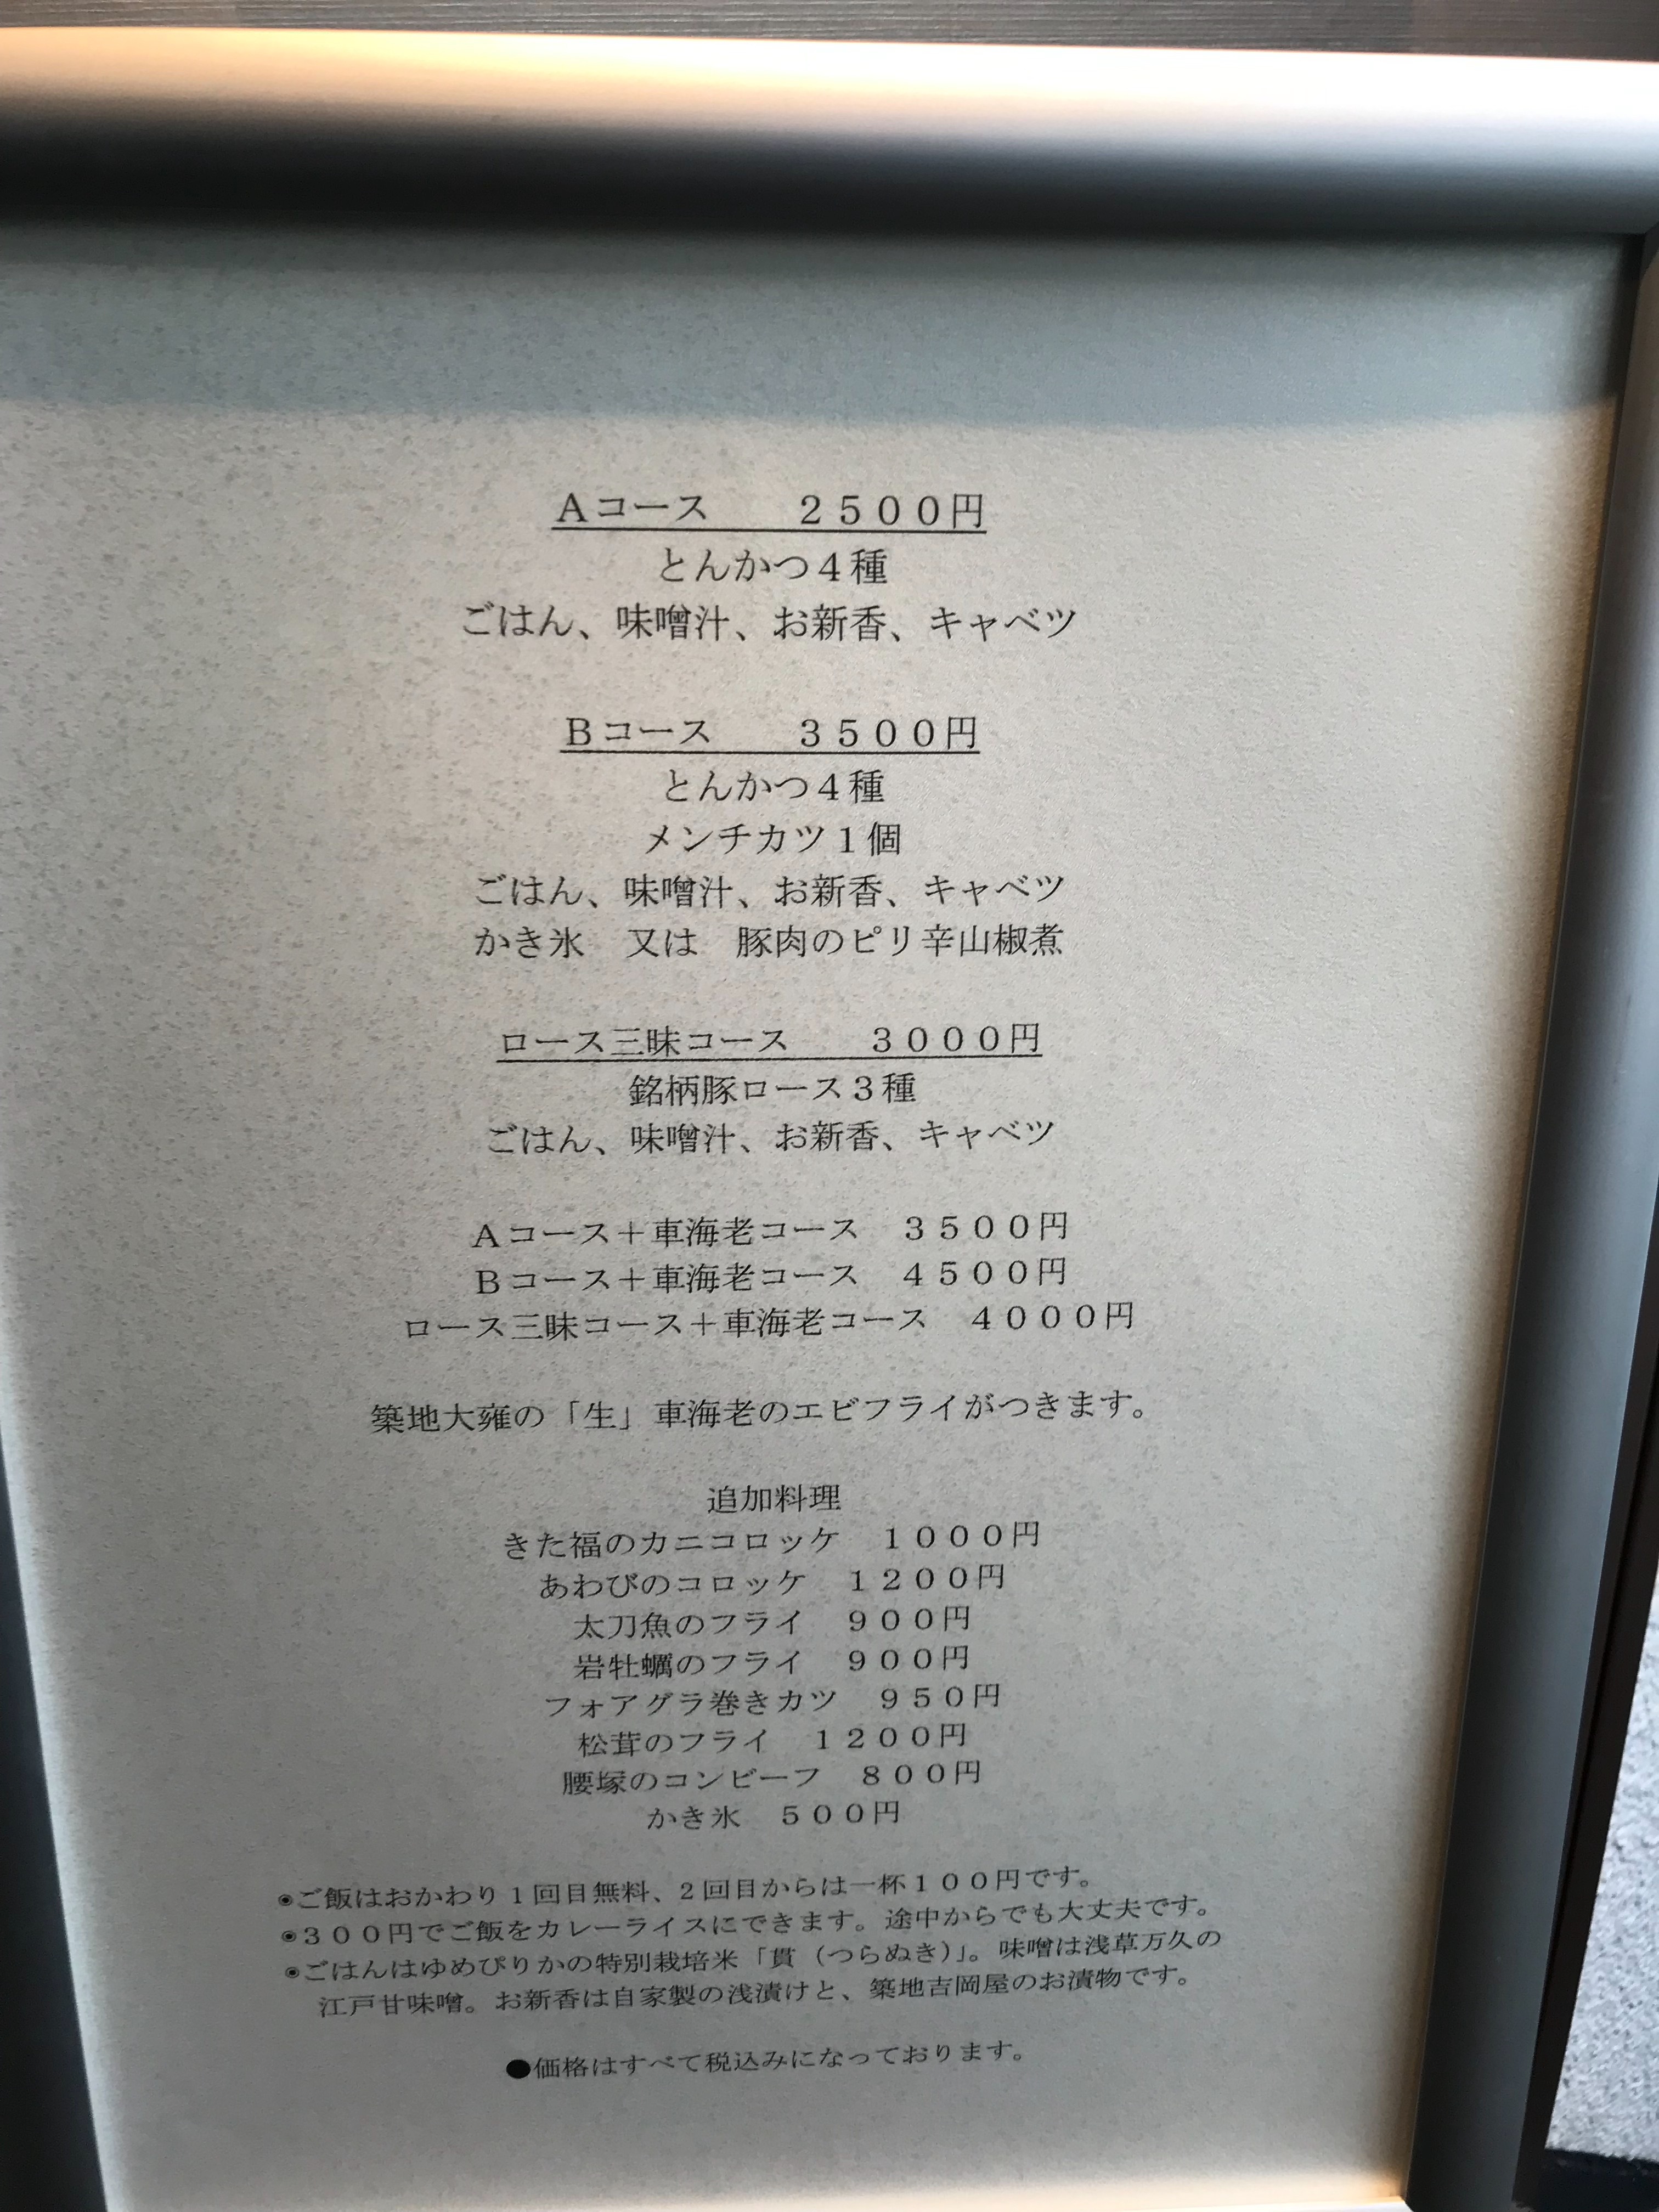 Aコース　　2500円
とんかつ4種
ごはん、味噌汁、お新香、キャベツ
Bコース　　3500円
とんかつ4種
メンチカツ1個
ごはん、味噌汁、お新香、キャベツ
かき氷　又は　豚肉のピリ辛山椒煮
ロース三昧コース　　3000円
銘柄豚ロース3種
ごはん、味噌汁、お新香、キャベツ
Aコース＋車海老コース　3500円
Bコース＋車海老コース　4500円
ロース三昧コース＋車海老コース　4000円
築地大雍の「生」車海老のエビフライがつきます。
追加料理
きた福のカニコロッケ　1000円
あわびのコロッケ　1200円
太刀魚のフライ　900円
岩牡蠣のフライ　900円
フォアグラ巻きカツ　950円
松茸のフライ　1200円
腰塚のコンビーフ　800円
かき氷　500円
◉ご飯はおかわり1回目無料、2回目からは一杯100円です。
◉300円でご飯をカレーライスにできます。途中からでも大丈夫です。
◉ごはんはゆめぴりかの特別栽培米「貫（つらぬき）」。味噌は浅草万久の
江戸甘味噌。お新香は自家製の浅漬けと、築地吉岡屋のお漬物です。
●価格はすべて税込みになっております。